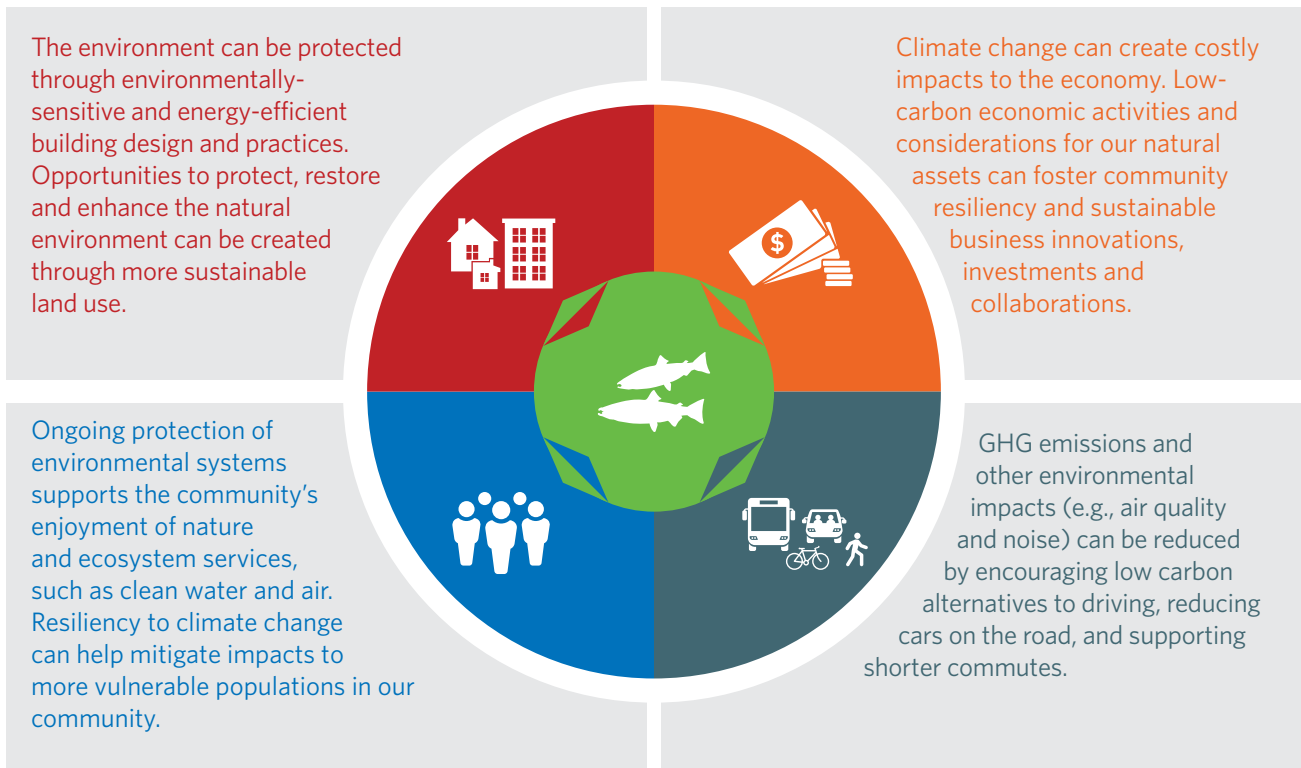 The environment can be protected
through environmentally-
sensitive and energy-efficient
building design and practices.
Opportunities to protect, restore
and enhance the natural
environment can be created
through more sustainable
land use.
Climate change can create costly
impacts to the economy. Low-
carbon economic activities and
considerations for our natural
assets can foster community
resiliency and sustainable
business innovations,
investments and
collaborations.
$
Ongoing protection of
environmental systems
supports the community's
enjoyment of nature
and ecosystem services,
such as clean water and air.
Resiliency to climate change
can help mitigate impacts to
more vulnerable populations in our
community.
GHG emissions and
other environmental
impacts (e.g., air quality
and noise) can be reduced
by encouraging low carbon
alternatives to driving, reducing
cars on the road, and supporting
shorter commutes.